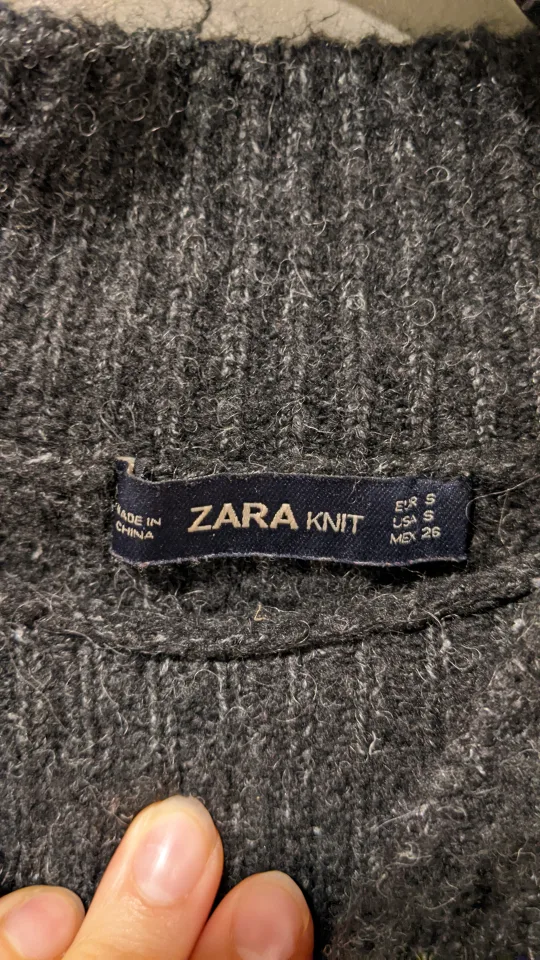 MADE IN
CHINA
ZARA KNIT
EUR S
USA S
MEX 26